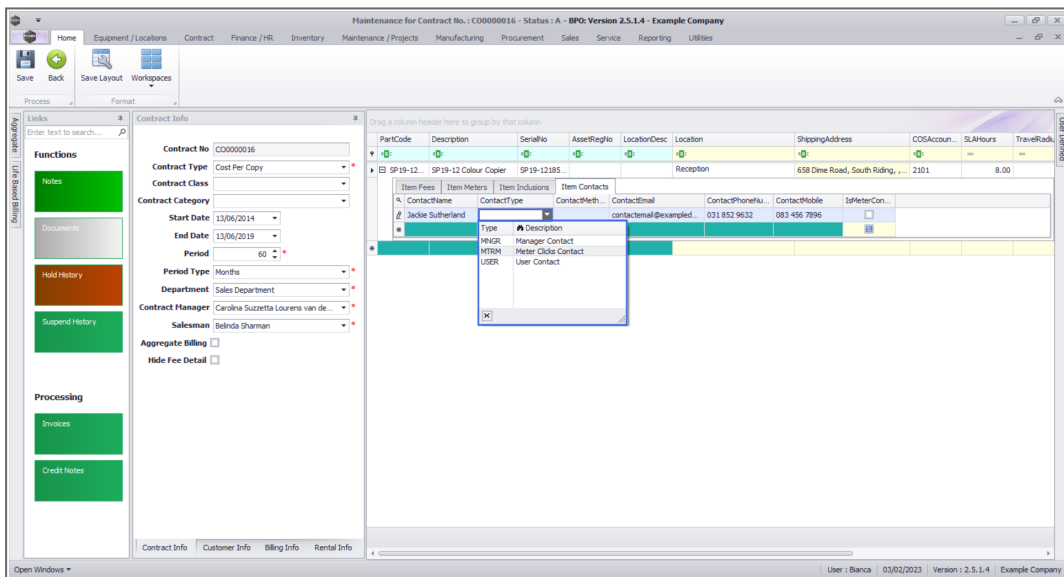 Maintenance for Contract No. : CO0000016 - Status : A - BPO: Version 2.5.1.4 - Example Company
Home Equipment / Locations Contract Finance / HR Inventory Maintenance / Projects Manufacturing Procurement Sales Service Reporting Utilities
Save Back Save Layout Workspaces
Process Format
Aggregate
Life Based Billing
Links
Enter text to search...
Functions
Notes
Documents
Hold History
Suspend History
Processing
Invoices
Credit Notes
Contract Info
Contract No CO0000016
Contract Type Cost Per Copy *
Contract Class
Contract Category
Start Date 13/06/2014
End Date 13/06/2019
Period 60 *
Period Type Months *
Department Sales Department *
Contract Manager Carolina Suzzetta Lourens van de... *
Salesman Belinda Sharman *
Aggregate Billing
Hide Fee Detail
Contract Info Customer Info Billing Info Rental Info
Drag a column header here to group by that column
PartCode Description SerialNo AssetRegNo LocationDesc Location ShippingAddress COSAccoun... SLAHours TravelRadiu
SP19-12... SP19-12 Colour Copier SP19-12185... Reception 658 Dime Road, South Riding, ,... 2101 8.00
Item Fees Item Meters Item Inclusions Item Contacts
ContactName ContactType ContactMeth... ContactEmail ContactPhoneNu... ContactMobile IsMeterCon...
Jackie Sutherland contactemail@exampled... 031 852 9632 083 456 7896
Type Description
MNGR Manager Contact
MTRM Meter Clicks Contact
USER User Contact
User Defined
Open Windows
User : Bianca 03/02/2023 Version : 2.5.1.4 Example Company